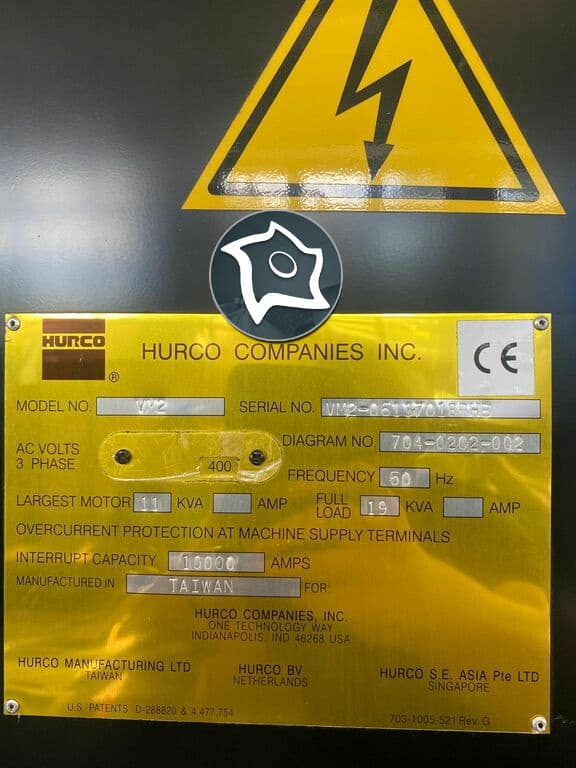 HURCO
®
HURCO COMPANIES INC.
CE
MODEL NO. VM2 SERIAL NO.
AC VOLTS
3 PHASE
400
DIAGRAM NO. 704-0202-002
FREQUENCY 50 Hz
LARGEST MOTOR 11 KVA AMP FULL LOAD 19 KVA AMP
OVERCURRENT PROTECTION AT MACHINE SUPPLY TERMINALS
INTERRUPT CAPACITY 10000 AMPS
MANUFACTURED IN TAIWAN FOR
HURCO COMPANIES, INC.
ONE TECHNOLOGY WAY
INDIANAPOLIS, IND 46268 USA
HURCO MANUFACTURING LTD
TAIWAN
HURCO BV
NETHERLANDS
HURCO S.E. ASIA Pte LTD
SINGAPORE
U.S. PATENTS D-288820 & 4,477,754
703-1005-521 Rev. G